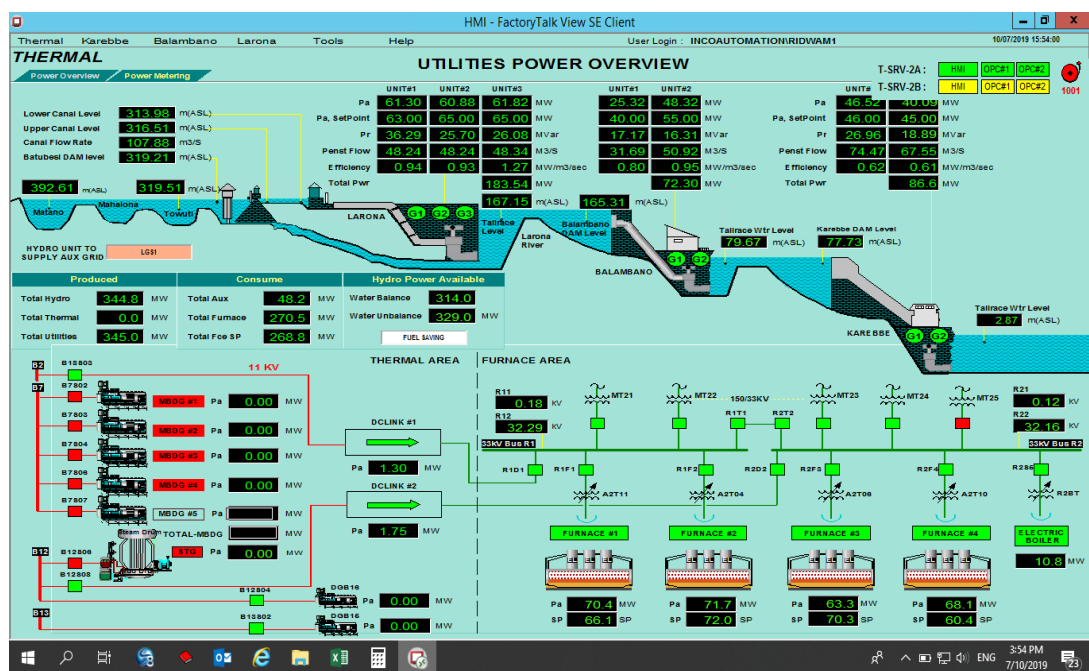 HMI - FactoryTalk View SE Client
Thermal Karebbe Balambano Larona Tools Help User Login : INCOAUTOMATION\RIDWAM1 10/07/2019 15:54:00
THERMAL
UTILITIES POWER OVERVIEW
Power Overview Power Metering
T-SRV-2A : HMI OPC#1 OPC#2
T-SRV-2B : HMI OPC#1 OPC#2
1001
UNIT#1 UNIT#2 UNIT#3
Pa 61.30 60.88 61.82 MW
Pa, SetPoint 63.00 65.00 65.00 MW
Pr 36.29 25.70 26.08 MVar
Penst Flow 48.24 48.24 48.34 M3/S
Efficiency 0.94 0.93 1.27 MW/m3/sec
Total Pwr 183.54 MW
167.15 m(ASL)
UNIT#1 UNIT#2
25.32 48.32 MW
40.00 55.00 MW
17.17 16.31 MVar
31.69 50.92 M3/S
0.80 0.95 MW/m3/sec
72.30 MW
165.31 m(ASL)
UNIT#
Pa 46.52 40.09 MW
Pa, SetPoint 46.00 45.00 MW
Pr 26.96 18.89 MVar
Penst Flow 74.47 67.55 M3/S
Efficiency 0.62 0.61 MW/m3/sec
Total Pwr 86.6 MW
Lower Canal Level 313.98 m(ASL)
Upper Canal Level 316.51 m(ASL)
Canal Flow Rate 107.88 m3/S
Batubesi DAM level 319.21 m(ASL)
392.61 m(ASL) 319.51 m(ASL)
Matano Mahalona Towuti
LARONA G1 G2 G3
Tailrace Level
Larona River
Balambano DAM Level
BALAMBANO G1 G2
Tailrace Wtr Level
79.67 m(ASL)
Karebbe DAM Level
77.73 m(ASL)
KAREBBE G1 G2
Tailrace Wtr Level
2.87 m(ASL)
HYDRO UNIT TO SUPPLY AUX GRID LGS1
Produced Consume Hydro Power Available
Total Hydro 344.8 MW Total Aux 48.2 MW Water Balance 314.0
Total Thermal 0.0 MW Total Furnace 270.5 MW Water Unbalance 329.0 MW
Total Utilities 345.0 MW Total Fce SP 268.8 MW FUEL SAVING
THERMAL AREA FURNACE AREA
B2 B15803 11 KV
B7 B7802 MBDG #1 Pa 0.00 MW
B7803 MBDG #2 Pa 0.00 MW
B7804 MBDG #3 Pa 0.00 MW
B7806 MBDG #4 Pa 0.00 MW
B7807 MBDG #5 Pa MW
Steam Drum TOTAL-MBDG MW
B12 B12806 STG Pa 0.00 MW
B12808
B12804 DGB16 Pa 0.00 MW
B13 B13802 DGB16 Pa 0.00 MW
DCLINK #1
Pa 1.30 MW
DCLINK #2
Pa 1.75 MW
R11 0.18 KV
R12 32.29 KV
33kV Bus R1
MT21 MT22 150/33KV MT23 MT24 MT25
R1T1 R2T2
R21 0.12 KV
R22 32.16 KV
33kV Bus R2
R1D1 R1F1 R1F2 R2D2 R2F3 R2F4
A2T11 A2T04 A2T06 A2T10 R2BT
FURNACE #1 FURNACE #2 FURNACE #3 FURNACE #4 ELECTRIC BOILER
10.8 MW
Pa 70.4 MW Pa 71.7 MW Pa 63.3 MW Pa 68.1 MW
SP 66.1 SP SP 72.0 SP SP 70.3 SP SP 60.4 SP
ENG 3:54 PM
7/10/2019
23